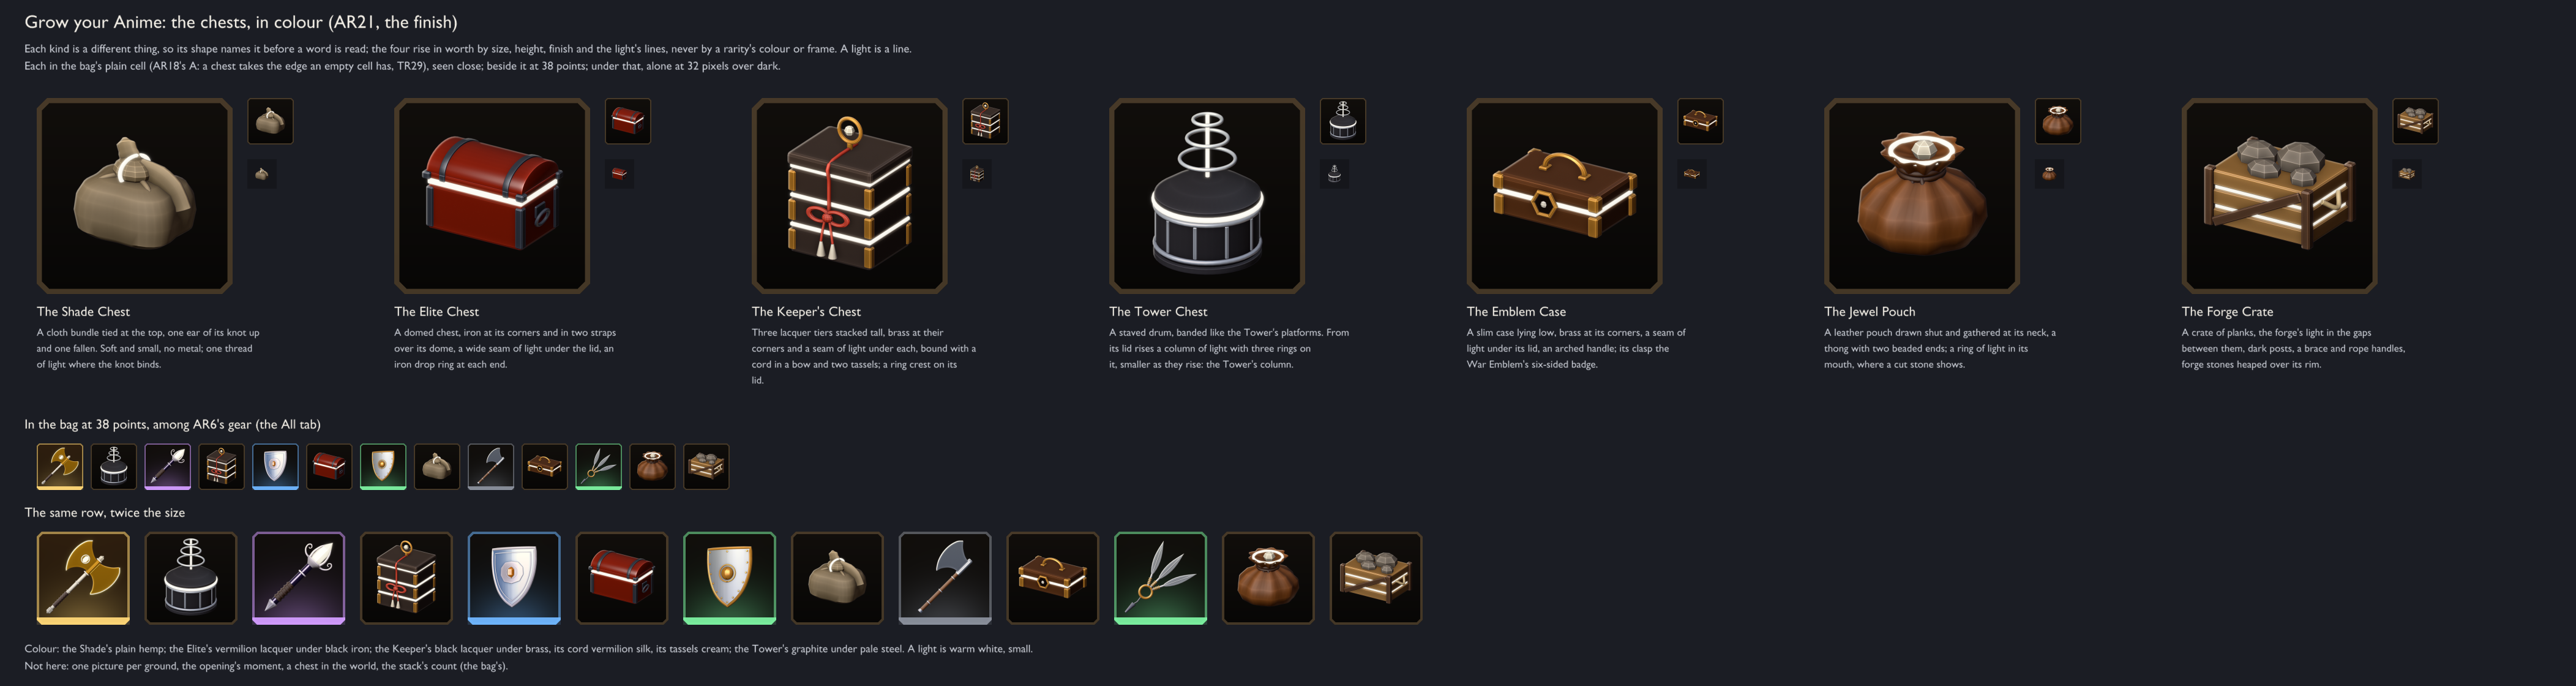 Grow your Anime: the chests, in colour (AR21, the finish)
Each kind is a different thing, so its shape names it before a word is read; the four rise in worth by size, height, finish and the light's lines, never by a rarity's colour or frame. A light is a line.
Each in the bag's plain cell (AR18's A: a chest takes the edge an empty cell has, TR29), seen close; beside it at 38 points; under that, alone at 32 pixels over dark.
The Shade Chest
A cloth bundle tied at the top, one ear of its knot up
and one fallen. Soft and small, no metal; one thread
of light where the knot binds.
The Elite Chest
A domed chest, iron at its corners and in two straps
over its dome, a wide seam of light under the lid, an
iron drop ring at each end.
The Keeper's Chest
Three lacquer tiers stacked tall, brass at their
corners and a seam of light under each, bound with a
cord in a bow and two tassels; a ring crest on its
lid.
The Tower Chest
A staved drum, banded like the Tower's platforms. From
its lid rises a column of light with three rings on
it, smaller as they rise: the Tower's column.
The Emblem Case
A slim case lying low, brass at its corners, a seam of
light under its lid, an arched handle; its clasp the
War Emblem's six-sided badge.
The Jewel Pouch
A leather pouch drawn shut and gathered at its neck, a
thong with two beaded ends; a ring of light in its
mouth, where a cut stone shows.
The Forge Crate
A crate of planks, the forge's light in the gaps
between them, dark posts, a brace and rope handles,
forge stones heaped over its rim.
In the bag at 38 points, among AR6's gear (the All tab)
The same row, twice the size
Colour: the Shade's plain hemp; the Elite's vermilion lacquer under black iron; the Keeper's black lacquer under brass, its cord vermilion silk, its tassels cream; the Tower's graphite under pale steel. A light is warm white, small.
Not here: one picture per ground, the opening's moment, a chest in the world, the stack's count (the bag's).